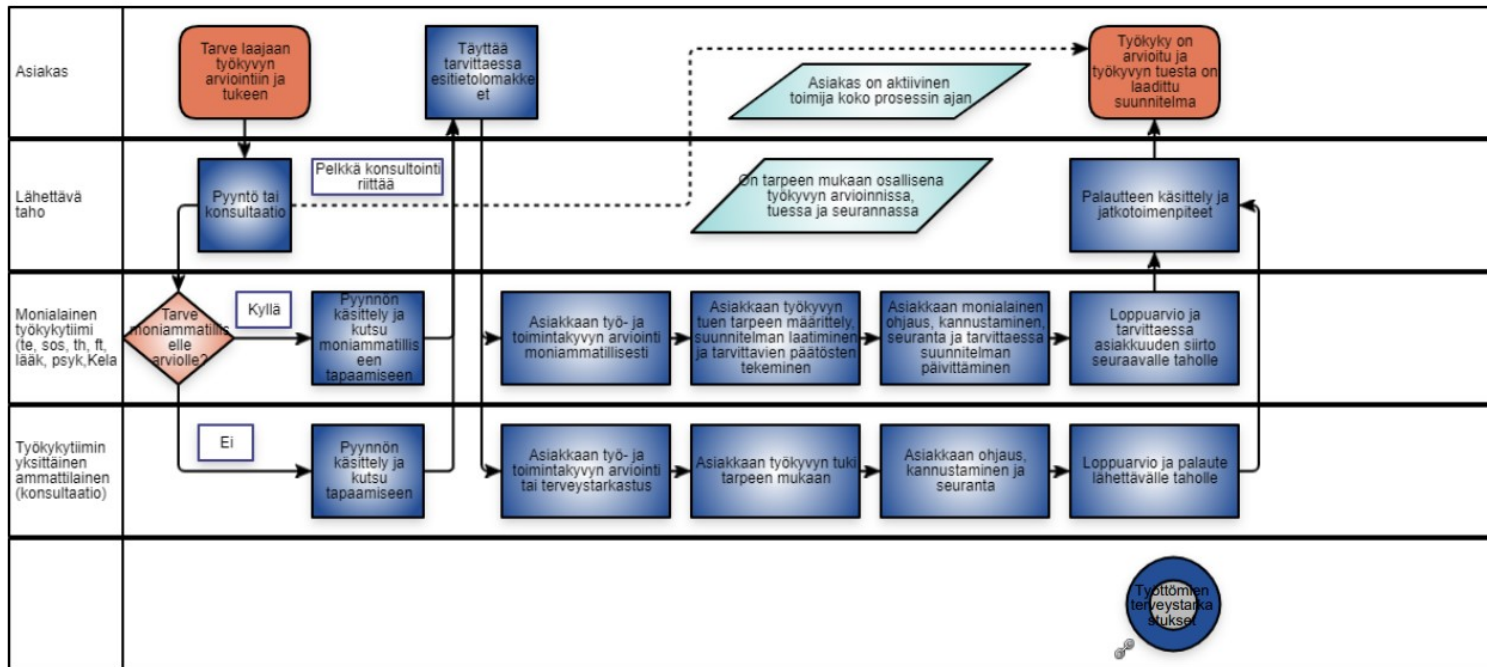 Asiakas
Tarve laajaan
työkyvyn
arviointiin ja
tukeen
Täyttää
tarvittaessa
esitietolomakke
et
Asiakas on aktiivinen
toimija koko prosessin ajan
Työkyky on
arvioitu ja
työkyvyn tuesta on
laadittu
suunnitelma
Lähettävä
taho
Pyyntö tai
konsultaatio
Pelkkä konsultointi
riittää
On tarpeen mukaan osallisena
työkyvyn arvioinnissa,
tuessa ja seurannassa
Palautteen käsittely ja
jatkotoimenpiteet
Monialainen
työkykytiimi
(te, sos, th, ft,
lääk, psyk,Kela
Tarve
moniammatillis
elle
arviolle?
Kyllä
Pyynnön
käsittely ja
kutsu
moniammatillis
een
tapaamiseen
Asiakkaan työ- ja
toimintakyvyn arviointi
moniammatillisesti
Asiakkaan työkyvyn
tuen tarpeen määrittely,
suunnitelman laatiminen
ja tarvittavien päätösten
tekeminen
Asiakkaan monialainen
ohjaus, kannustaminen,
seuranta ja tarvittaessa
suunnitelman
päivittäminen
Loppuarvio ja
tarvittaessa
asiakkuuden siirto
seuraavalle taholle
Työkykytiimin
yksittäinen
ammattilainen
(konsultaatio)
Ei
Pyynnön
käsittely ja
kutsu
tapaamiseen
Asiakkaan työ- ja
toimintakyvyn arviointi
tai terveystarkastus
Asiakkaan työkyvyn tuki
tarpeen mukaan
Asiakkaan ohjaus,
kannustaminen ja
seuranta
Loppuarvio ja palaute
lähettävälle taholle
Työttömien
terveystarka
stukset